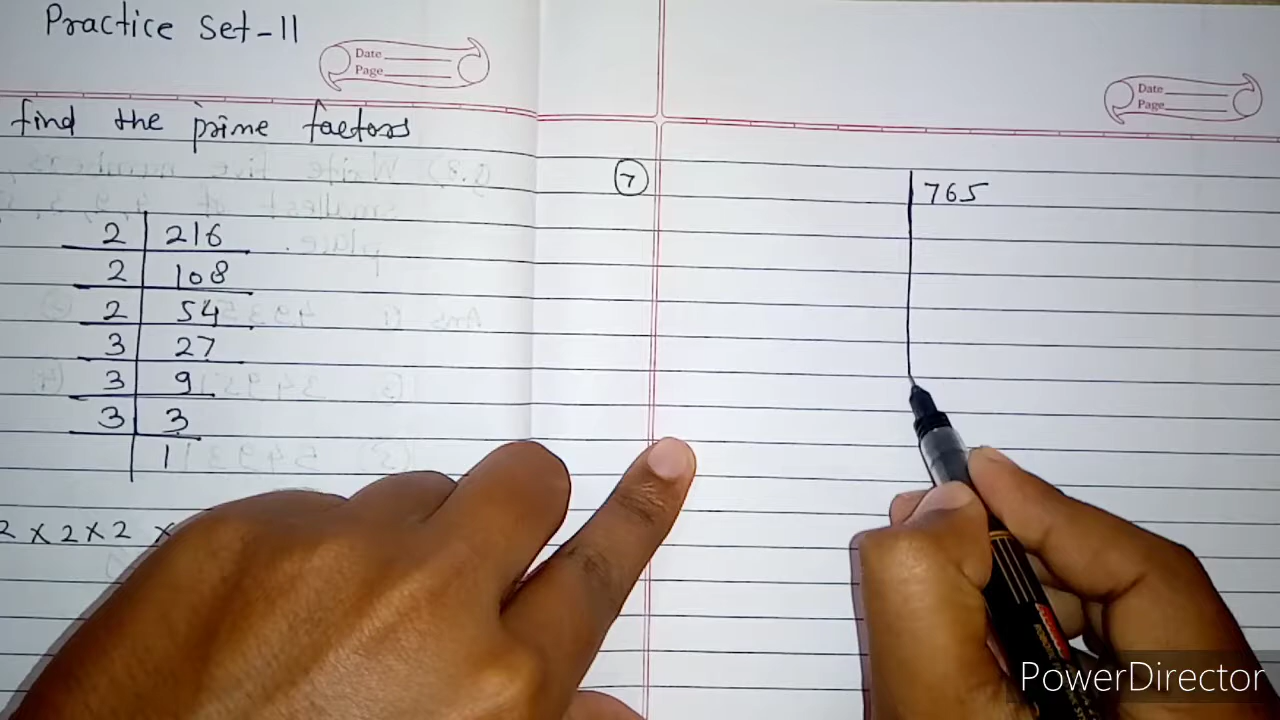 Practice Set-11
Date
Page
find the prime factors
2 216
2 108
2 54
3 27
3 9
3 3
1
2 × 2 × 2 ×
Date
Page
7
765
PowerDirector